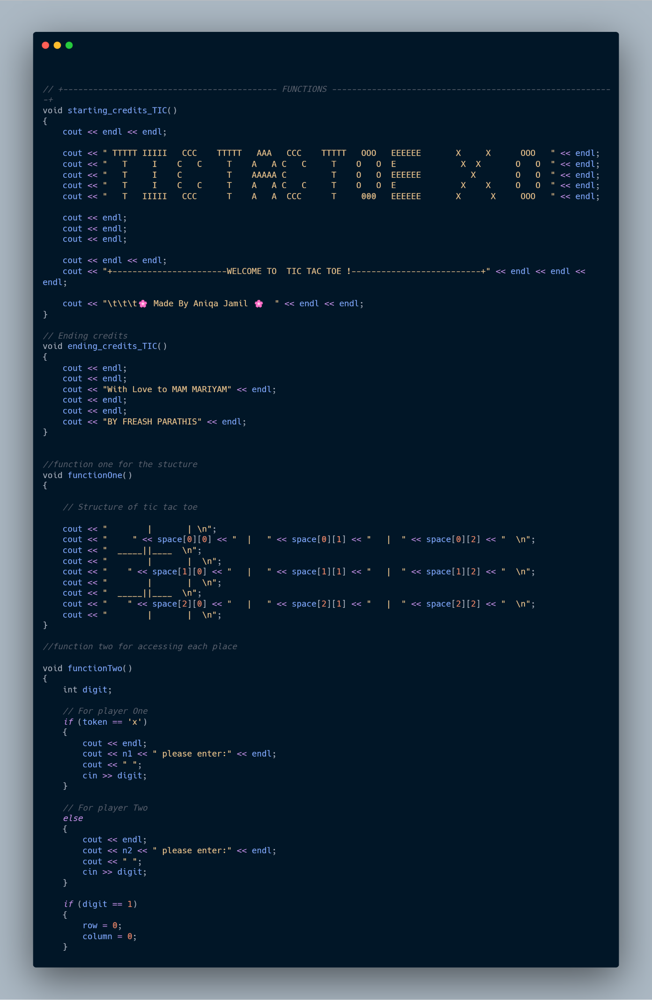 // +------------------------------------------- FUNCTIONS --------------------------------------------------------
-+
void starting_credits_TIC()
{
    cout << endl << endl;

    cout << " TTTTT IIIII   CCC    TTTTT   AAA   CCC    TTTTT   OOO   EEEEEE       X     X      OOO   " << endl;
    cout << "   T     I    C   C     T    A   A C   C     T    O   O  E             X  X       O   O  " << endl;
    cout << "   T     I    C         T    AAAAA C         T    O   O  EEEEEE          X        O   O  " << endl;
    cout << "   T     I    C   C     T    A   A C   C     T    O   O  E             X    X     O   O  " << endl;
    cout << "   T   IIIII   CCC      T    A   A  CCC      T     000   EEEEEE       X      X     OOO   " << endl;

    cout << endl;
    cout << endl;
    cout << endl;

    cout << endl << endl;
    cout << "+-----------------------WELCOME TO  TIC TAC TOE !--------------------------+" << endl << endl <<
endl;

    cout << "\t\t\t🌸 Made By Aniqa Jamil 🌸  " << endl << endl;
}

// Ending credits
void ending_credits_TIC()
{
    cout << endl;
    cout << endl;
    cout << "With Love to MAM MARIYAM" << endl;
    cout << endl;
    cout << endl;
    cout << "BY FREASH PARATHIS" << endl;
}


//function one for the stucture
void functionOne()
{

    // Structure of tic tac toe

    cout << "        |       | \n";
    cout << "     " << space[0][0] << "  |   " << space[0][1] << "   |  " << space[0][2] << "  \n";
    cout << "  _____||____  \n";
    cout << "        |       |  \n";
    cout << "    " << space[1][0] << "   |   " << space[1][1] << "   |  " << space[1][2] << "  \n";
    cout << "        |       |  \n";
    cout << "  _____||____  \n";
    cout << "    " << space[2][0] << "   |   " << space[2][1] << "   |  " << space[2][2] << "  \n";
    cout << "        |       |  \n";
}

//function two for accessing each place

void functionTwo()
{
    int digit;

    // For player One
    if (token == 'x')
    {
        cout << endl;
        cout << n1 << " please enter:" << endl;
        cout << " ";
        cin >> digit;
    }

    // For player Two
    else
    {
        cout << endl;
        cout << n2 << " please enter:" << endl;
        cout << " ";
        cin >> digit;
    }

    if (digit == 1)
    {
        row = 0;
        column = 0;
    }